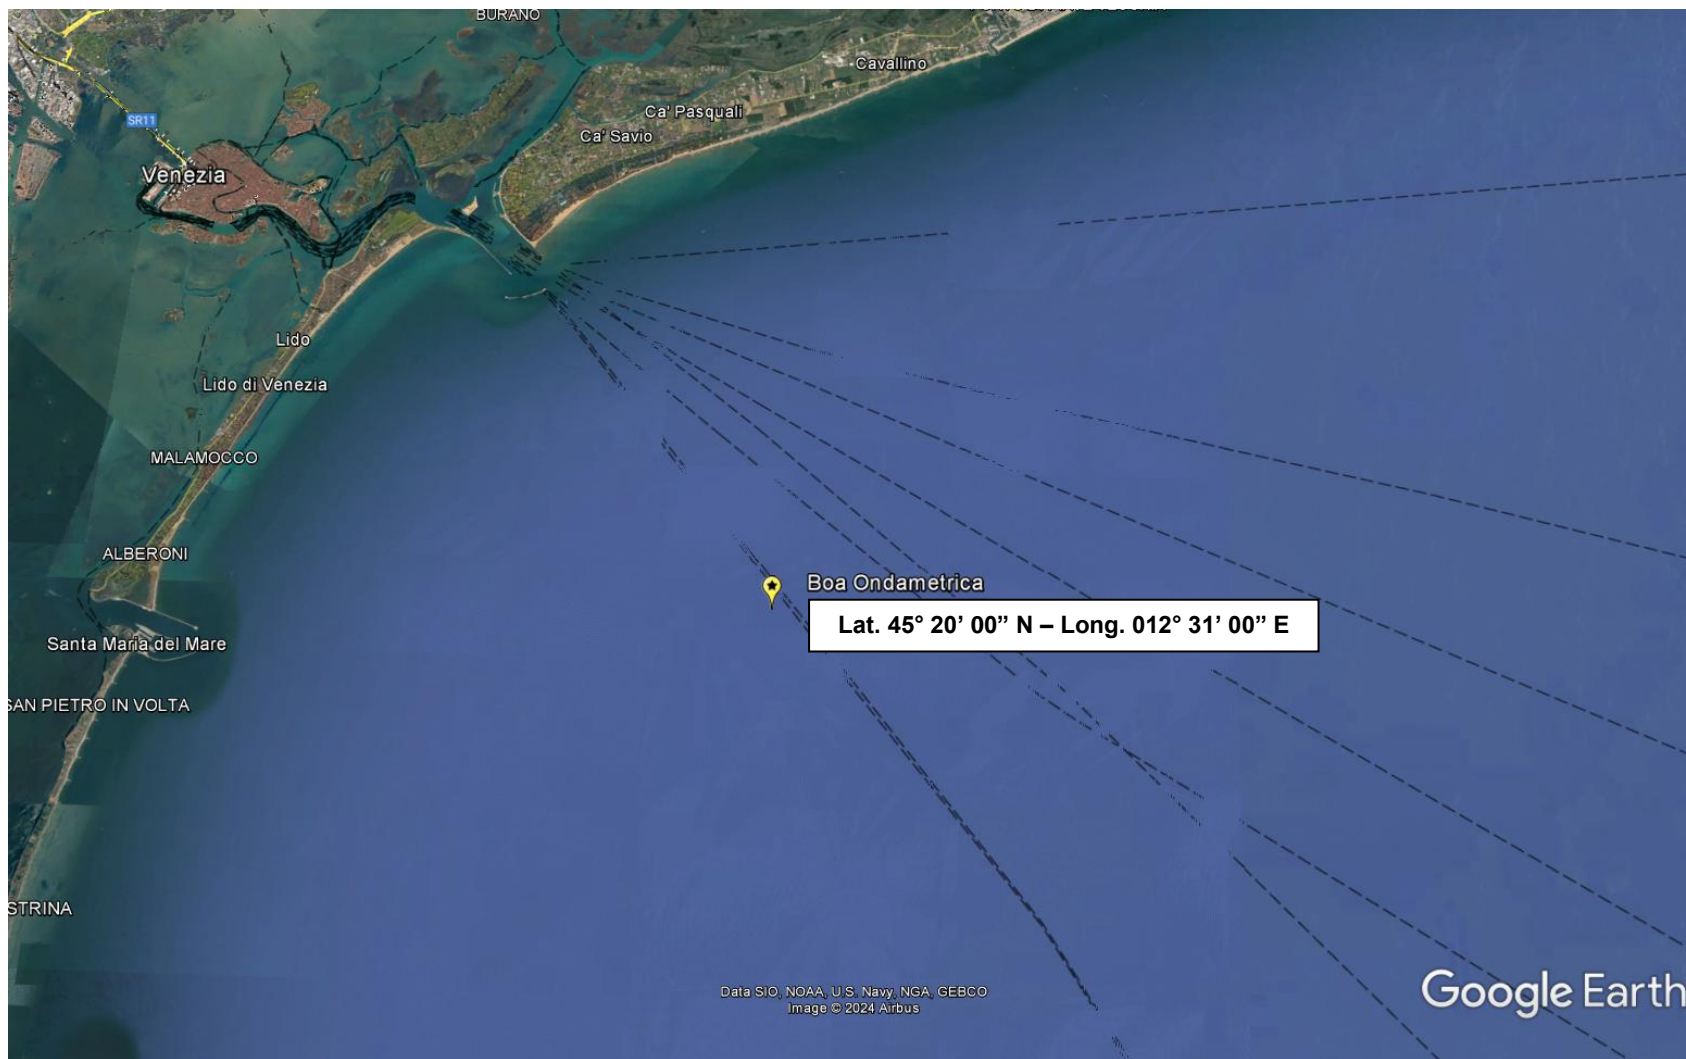 BURANO
Cavallino
Ca' Pasquali
SR11
Ca' Savio
Venezia
Lido
Lido di Venezia
MALAMOCCO
ALBERONI
Boa Ondametrica
Lat. 45° 20’ 00” N – Long. 012° 31’ 00” E
Santa Maria del Mare
SAN PIETRO IN VOLTA
STRINA
Data SIO, NOAA, U.S. Navy, NGA, GEBCO
Image © 2024 Airbus
Google Earth